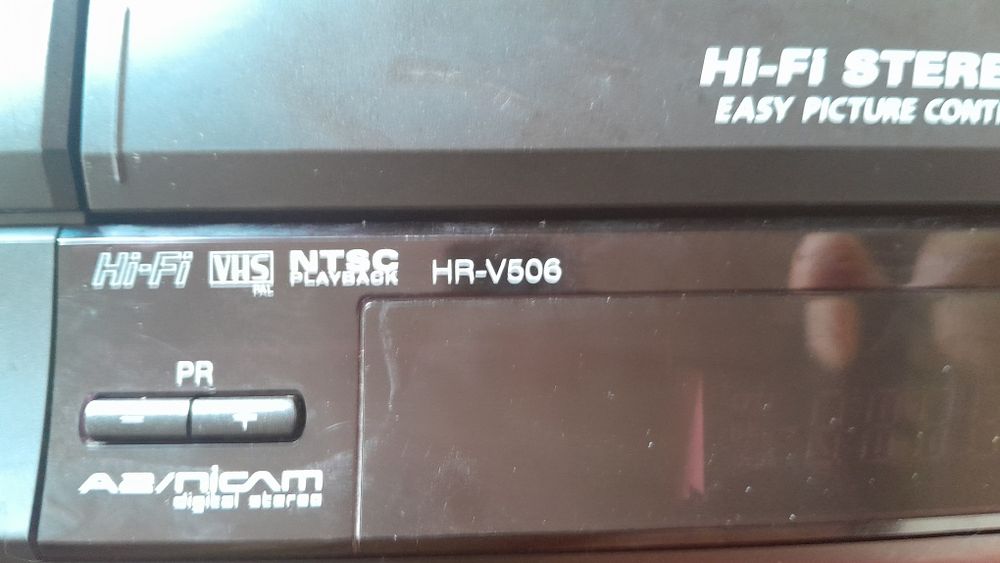 Hi-Fi STERE
EASY PICTURE CONT
Hi-Fi VHS PAL NTSC PLAYBACK HR-V506
PR
- +
A2/nicam
digital stereo